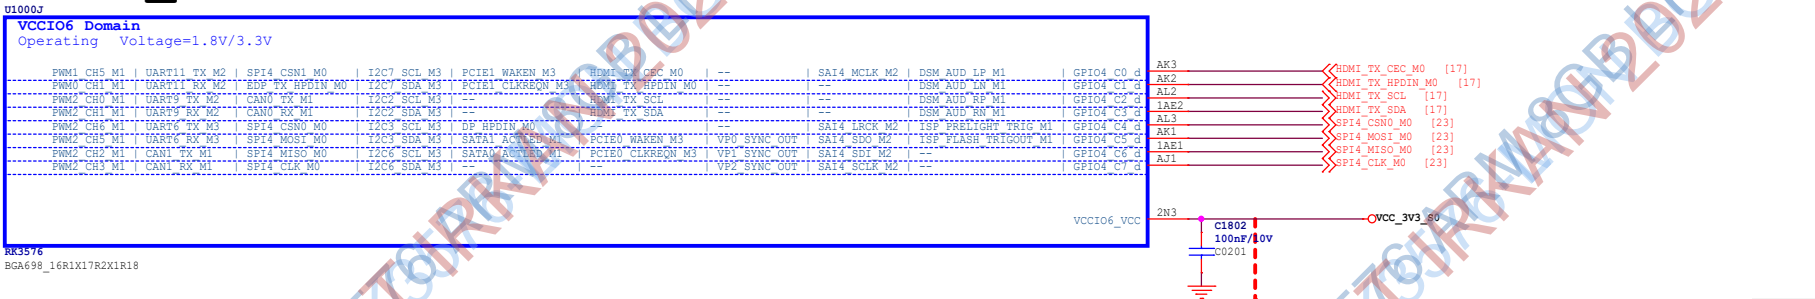 U1000J
VCCIO6 Domain
Operating Voltage=1.8V/3.3V
PWM1_CH5_M1 | UART11_TX_M2 | SPI4_CSN1_M0 | I2C7_SCL_M3 | PCIE1_WAKEN_M3 | HDMI_TX_CEC_M0 | -- | SAI4_MCLK_M2 | DSM_AUD_LP_M1 | GPIO4_C0_d AK3 HDMI_TX_CEC_M0 [17]
PWM0_CH1_M1 | UART11_RX_M2 | EDP_TX_HPDIN_M0 | I2C7_SDA_M3 | PCIE1_CLKREQN_M3 | HDMI_TX_HPDIN_M0 | -- | -- | DSM_AUD_LN_M1 | GPIO4_C1_d AK2 HDMI_TX_HPDIN_M0 [17]
PWM2_CH0_M1 | UART9_TX_M2 | CAN0_TX_M1 | I2C2_SCL_M3 | -- | HDMI_TX_SCL | -- | -- | DSM_AUD_RP_M1 | GPIO4_C2_d AL2 HDMI_TX_SCL [17]
PWM2_CH1_M1 | UART9_RX_M2 | CAN0_RX_M1 | I2C2_SDA_M3 | -- | HDMI_TX_SDA | -- | -- | DSM_AUD_RN_M1 | GPIO4_C3_d 1AE2 HDMI_TX_SDA [17]
PWM2_CH6_M1 | UART6_TX_M3 | SPI4_CSN0_M0 | I2C3_SCL_M3 | DP_HPDIN_M0 | -- | -- | SAI4_LRCK_M2 | ISP_PRELIGHT_TRIG_M1 | GPIO4_C4_d AL3 SPI4_CSN0_M0 [23]
PWM2_CH5_M1 | UART6_RX_M3 | SPI4_MOSI_M0 | I2C3_SDA_M3 | SATA1_ACTLED_M1 | PCIE0_WAKEN_M3 | VP0_SYNC_OUT | SAI4_SDO_M2 | ISP_FLASH_TRIGOUT_M1 | GPIO4_C5_d AK1 SPI4_MOSI_M0 [23]
PWM2_CH2_M1 | CAN1_TX_M1 | SPI4_MISO_M0 | I2C6_SCL_M3 | SATA0_ACTLED_M1 | PCIE0_CLKREQN_M3 | VP1_SYNC_OUT | SAI4_SDI_M2 | -- | GPIO4_C6_d 1AE1 SPI4_MISO_M0 [23]
PWM2_CH3_M1 | CAN1_RX_M1 | SPI4_CLK_M0 | I2C6_SDA_M3 | -- | -- | VP2_SYNC_OUT | SAI4_SCLK_M2 | -- | GPIO4_C7_d AJ1 SPI4_CLK_M0 [23]
VCCIO6_VCC 2N3 VCC_3V3_S0
C1802
100nF/10V
C0201
RK3576
BGA698_16R1X17R2X1R18